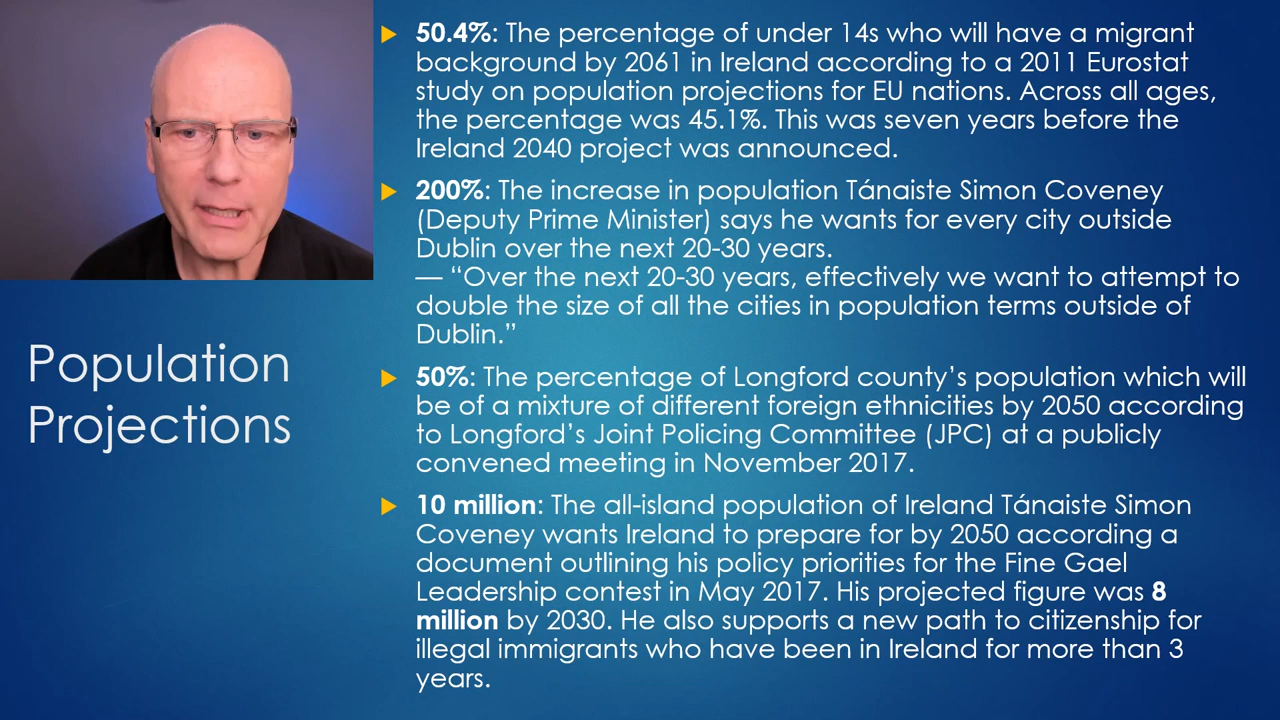 Population
Projections
50.4%: The percentage of under 14s who will have a migrant
background by 2061 in Ireland according to a 2011 Eurostat
study on population projections for EU nations. Across all ages,
the percentage was 45.1%. This was seven years before the
Ireland 2040 project was announced.
200%: The increase in population Tánaiste Simon Coveney
(Deputy Prime Minister) says he wants for every city outside
Dublin over the next 20-30 years.
— “Over the next 20-30 years, effectively we want to attempt to
double the size of all the cities in population terms outside of
Dublin.”
50%: The percentage of Longford county’s population which will
be of a mixture of different foreign ethnicities by 2050 according
to Longford’s Joint Policing Committee (JPC) at a publicly
convened meeting in November 2017.
10 million: The all-island population of Ireland Tánaiste Simon
Coveney wants Ireland to prepare for by 2050 according a
document outlining his policy priorities for the Fine Gael
Leadership contest in May 2017. His projected figure was 8
million by 2030. He also supports a new path to citizenship for
illegal immigrants who have been in Ireland for more than 3
years.